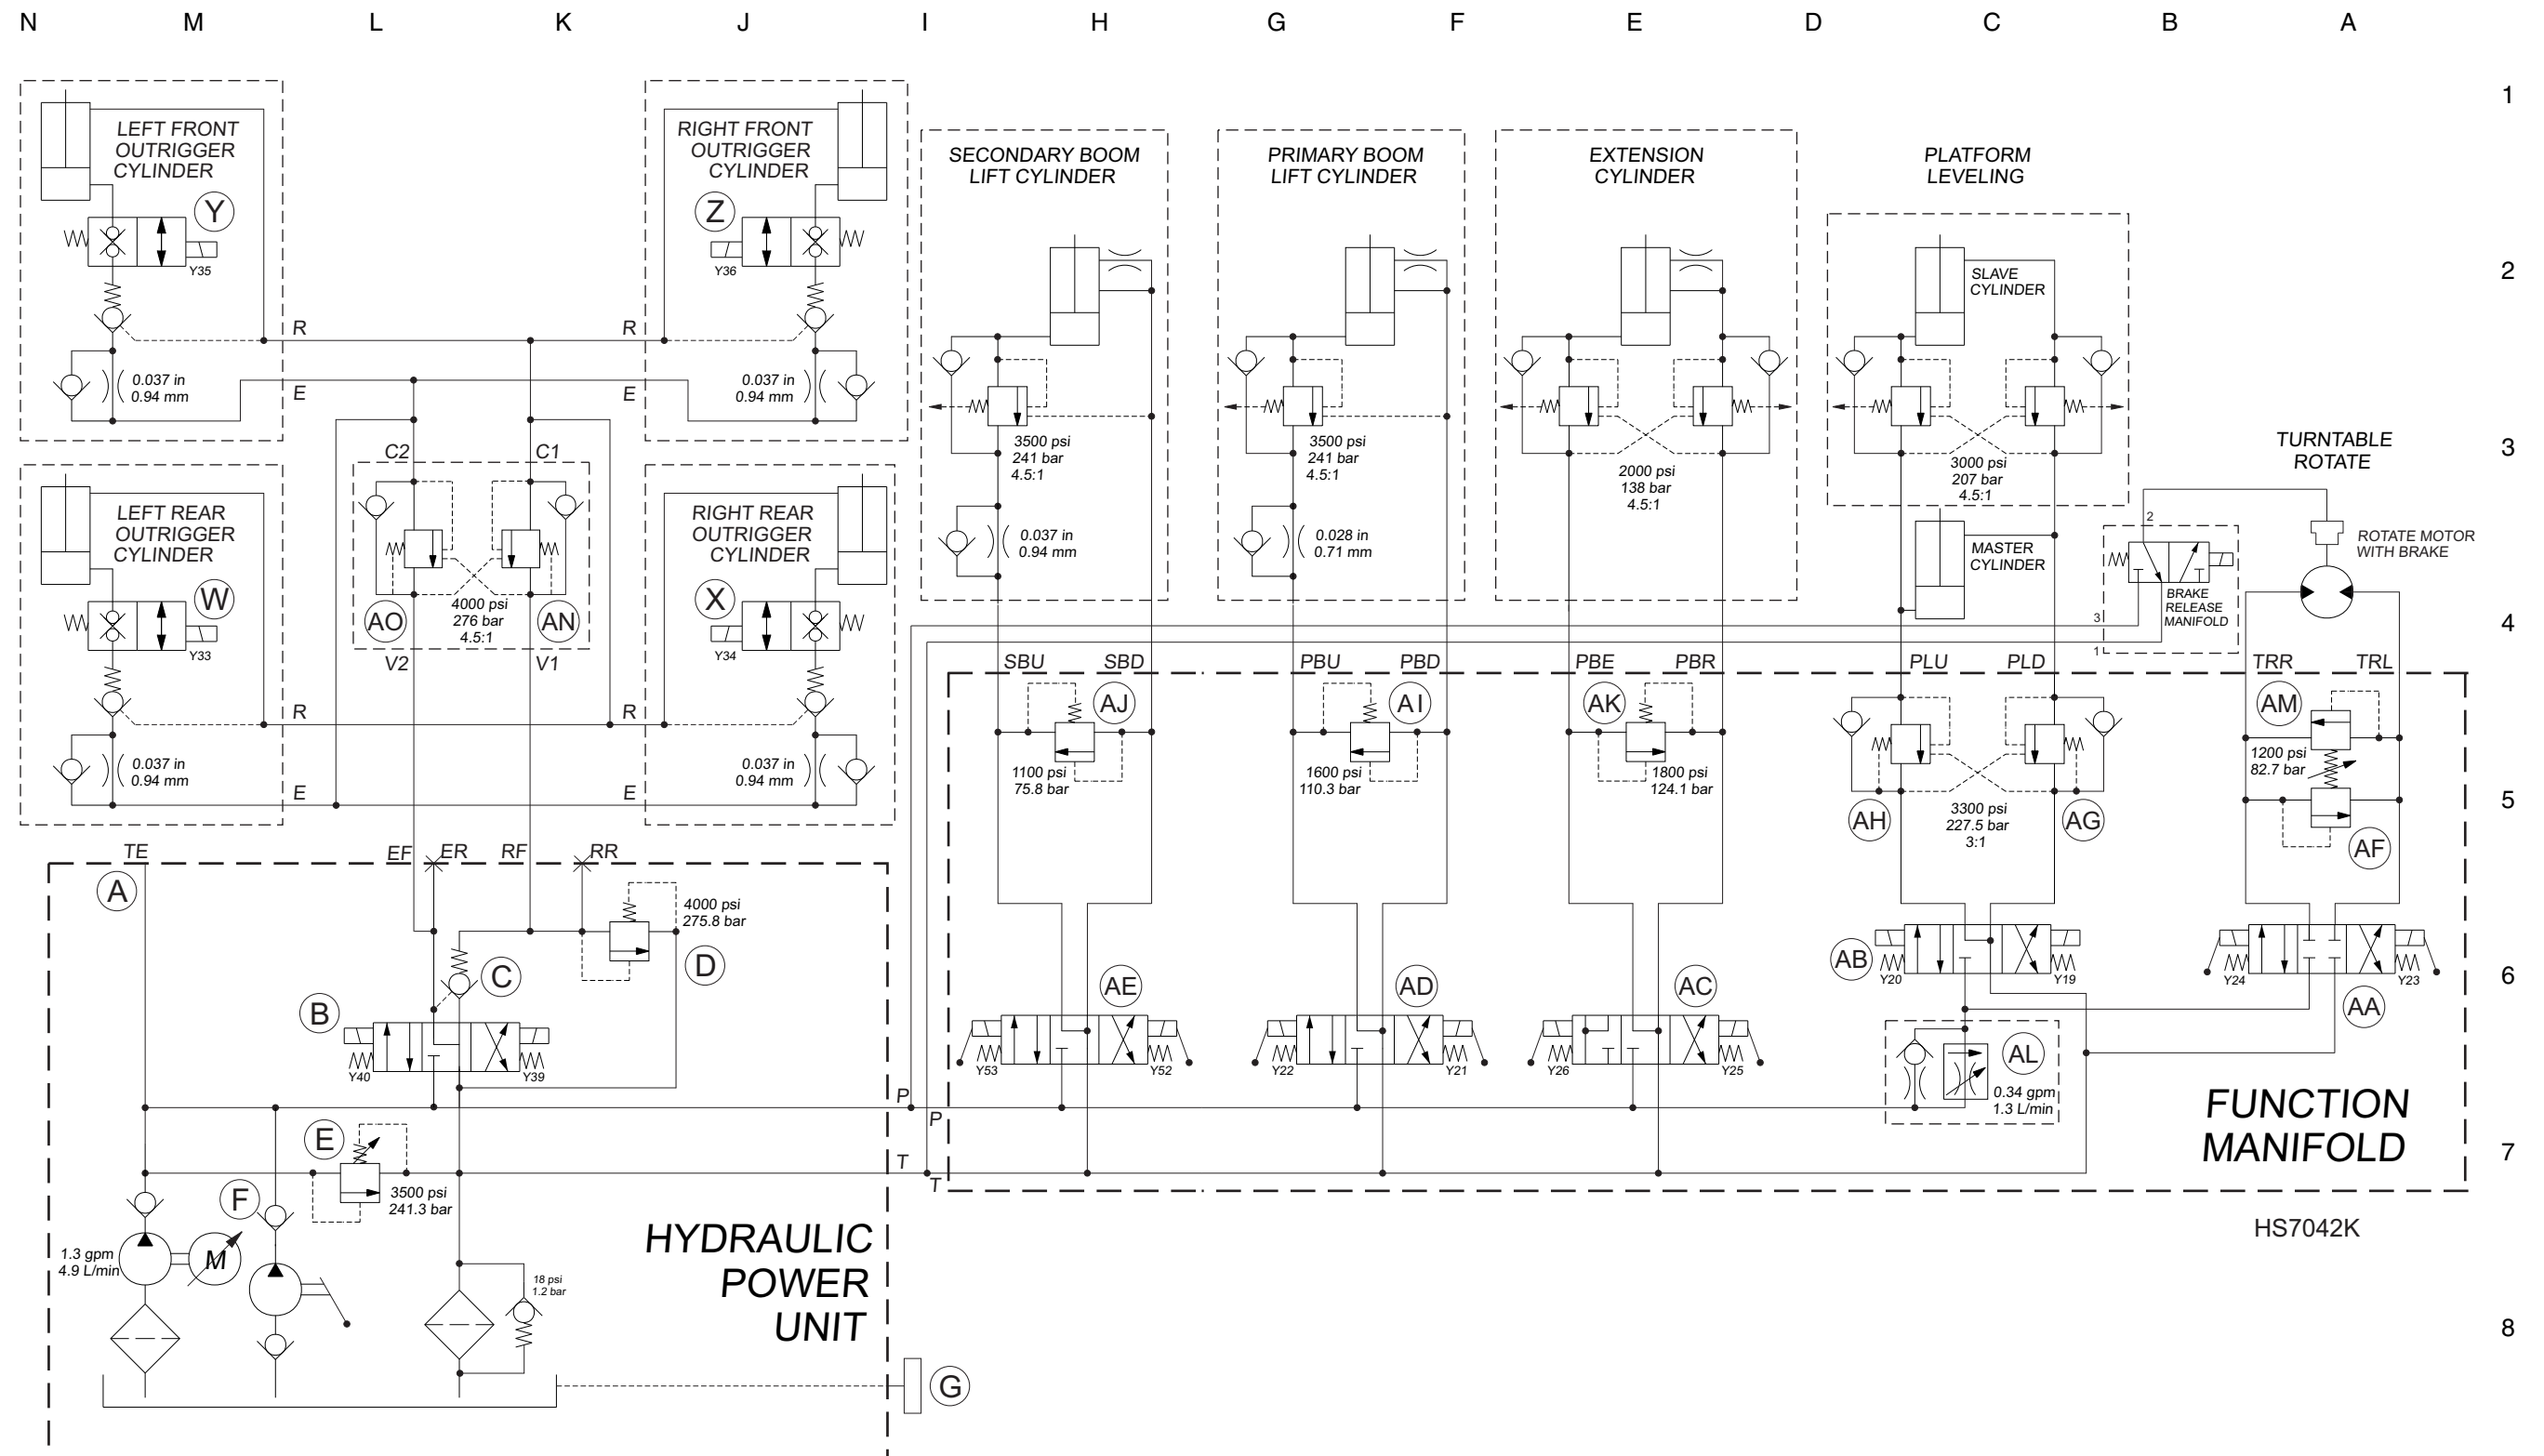 N M L K J I H G F E D C B A
1
2
3
4
5
6
7
8
LEFT FRONT
OUTRIGGER
CYLINDER
Y
Y35
0.037 in
0.94 mm
R
E
RIGHT FRONT
OUTRIGGER
CYLINDER
Z
Y36
0.037 in
0.94 mm
R
E
LEFT REAR
OUTRIGGER
CYLINDER
W
Y33
0.037 in
0.94 mm
R
E
C2
C1
AO
4000 psi
276 bar
4.5:1
AN
V2
V1
RIGHT REAR
OUTRIGGER
CYLINDER
X
Y34
0.037 in
0.94 mm
R
E
SECONDARY BOOM
LIFT CYLINDER
3500 psi
241 bar
4.5:1
0.037 in
0.94 mm
PRIMARY BOOM
LIFT CYLINDER
3500 psi
241 bar
4.5:1
0.028 in
0.71 mm
EXTENSION
CYLINDER
2000 psi
138 bar
4.5:1
PLATFORM
LEVELING
SLAVE
CYLINDER
3000 psi
207 bar
4.5:1
MASTER
CYLINDER
TURNTABLE
ROTATE
2
ROTATE MOTOR
WITH BRAKE
BRAKE
RELEASE
MANIFOLD
3
1
SBU
SBD
PBU
PBD
PBE
PBR
PLU
PLD
TRR
TRL
AJ
1100 psi
75.8 bar
AI
1600 psi
110.3 bar
AK
1800 psi
124.1 bar
AH
3300 psi
227.5 bar
3:1
AG
AM
1200 psi
82.7 bar
AF
AE
Y53
Y52
AD
Y22
Y21
AC
Y26
Y25
AB
Y20
Y19
Y24
Y23
AA
AL
0.34 gpm
1.3 L/min
FUNCTION
MANIFOLD
P
P
T
T
TE
EF
ER
RF
RR
A
4000 psi
275.8 bar
D
C
B
Y40
Y39
E
3500 psi
241.3 bar
F
1.3 gpm
4.9 L/min
M
18 psi
1.2 bar
HYDRAULIC
POWER
UNIT
G
HS7042K